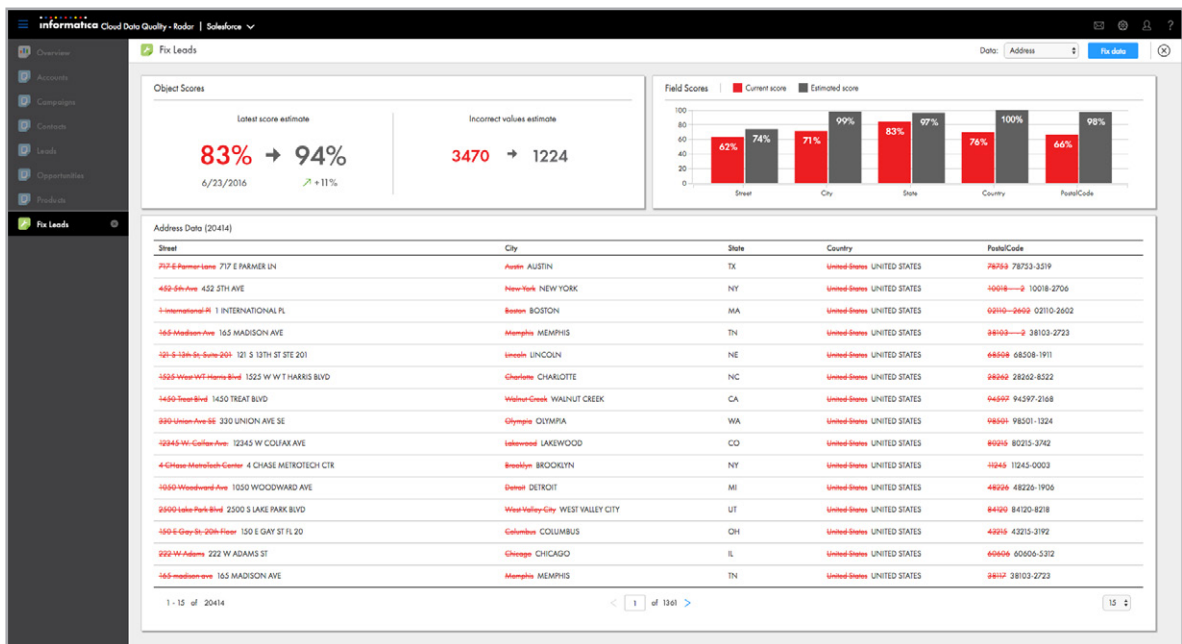 informatica Cloud Data Quality - Radar | Salesforce
Overview
Accounts
Campaigns
Contacts
Leads
Opportunities
Products
Fix Leads
Fix Leads
Data: Address Fix data
Object Scores
Latest score estimate
83% → 94%
6/23/2016 +11%
Incorrect values estimate
3470 → 1224
Field Scores | Current score Estimated score
100
80
60
40
20
0
62% 74% 71% 99% 83% 97% 76% 100% 66% 98%
Street City State Country PostalCode
Address Data (20414)
Street City State Country PostalCode
717 E Parmer Lane 717 E PARMER LN Austin AUSTIN TX United States UNITED STATES 78753 78753-3519
452 5th Ave 452 5TH AVE New York NEW YORK NY United States UNITED STATES 10018---2 10018-2706
1 International Pl 1 INTERNATIONAL PL Boston BOSTON MA United States UNITED STATES 02110-2602 02110-2602
165 Madison Ave 165 MADISON AVE Memphis MEMPHIS TN United States UNITED STATES 38103---2 38103-2723
121 S 13th St, Suite 201 121 S 13TH ST STE 201 Lincoln LINCOLN NE United States UNITED STATES 68508 68508-1911
1525 West WT Harris Blvd 1525 W W T HARRIS BLVD Charlotte CHARLOTTE NC United States UNITED STATES 28262 28262-8522
1450 Treat Blvd 1450 TREAT BLVD Walnut Creek WALNUT CREEK CA United States UNITED STATES 94597 94597-2168
330 Union Ave SE 330 UNION AVE SE Olympia OLYMPIA WA United States UNITED STATES 98501 98501-1324
12345 W. Colfax Ave. 12345 W COLFAX AVE Lakewood LAKEWOOD CO United States UNITED STATES 80215 80215-3742
4 CHase MetroTech Center 4 CHASE METROTECH CTR Brooklyn BROOKLYN NY United States UNITED STATES 11245 11245-0003
1050 Woodward Ave 1050 WOODWARD AVE Detroit DETROIT MI United States UNITED STATES 48226 48226-1906
2500 Lake Park Blvd 2500 S LAKE PARK BLVD West Valley City WEST VALLEY CITY UT United States UNITED STATES 84120 84120-8218
150 E Gay St, 20th Floor 150 E GAY ST FL 20 Columbus COLUMBUS OH United States UNITED STATES 43215 43215-3192
222 W Adams 222 W ADAMS ST Chicago CHICAGO IL United States UNITED STATES 60606 60606-5312
165 madison ave 165 MADISON AVE Memphis MEMPHIS TN United States UNITED STATES 38117 38103-2723
1 - 15 of 20414 < 1 of 1361 > 15